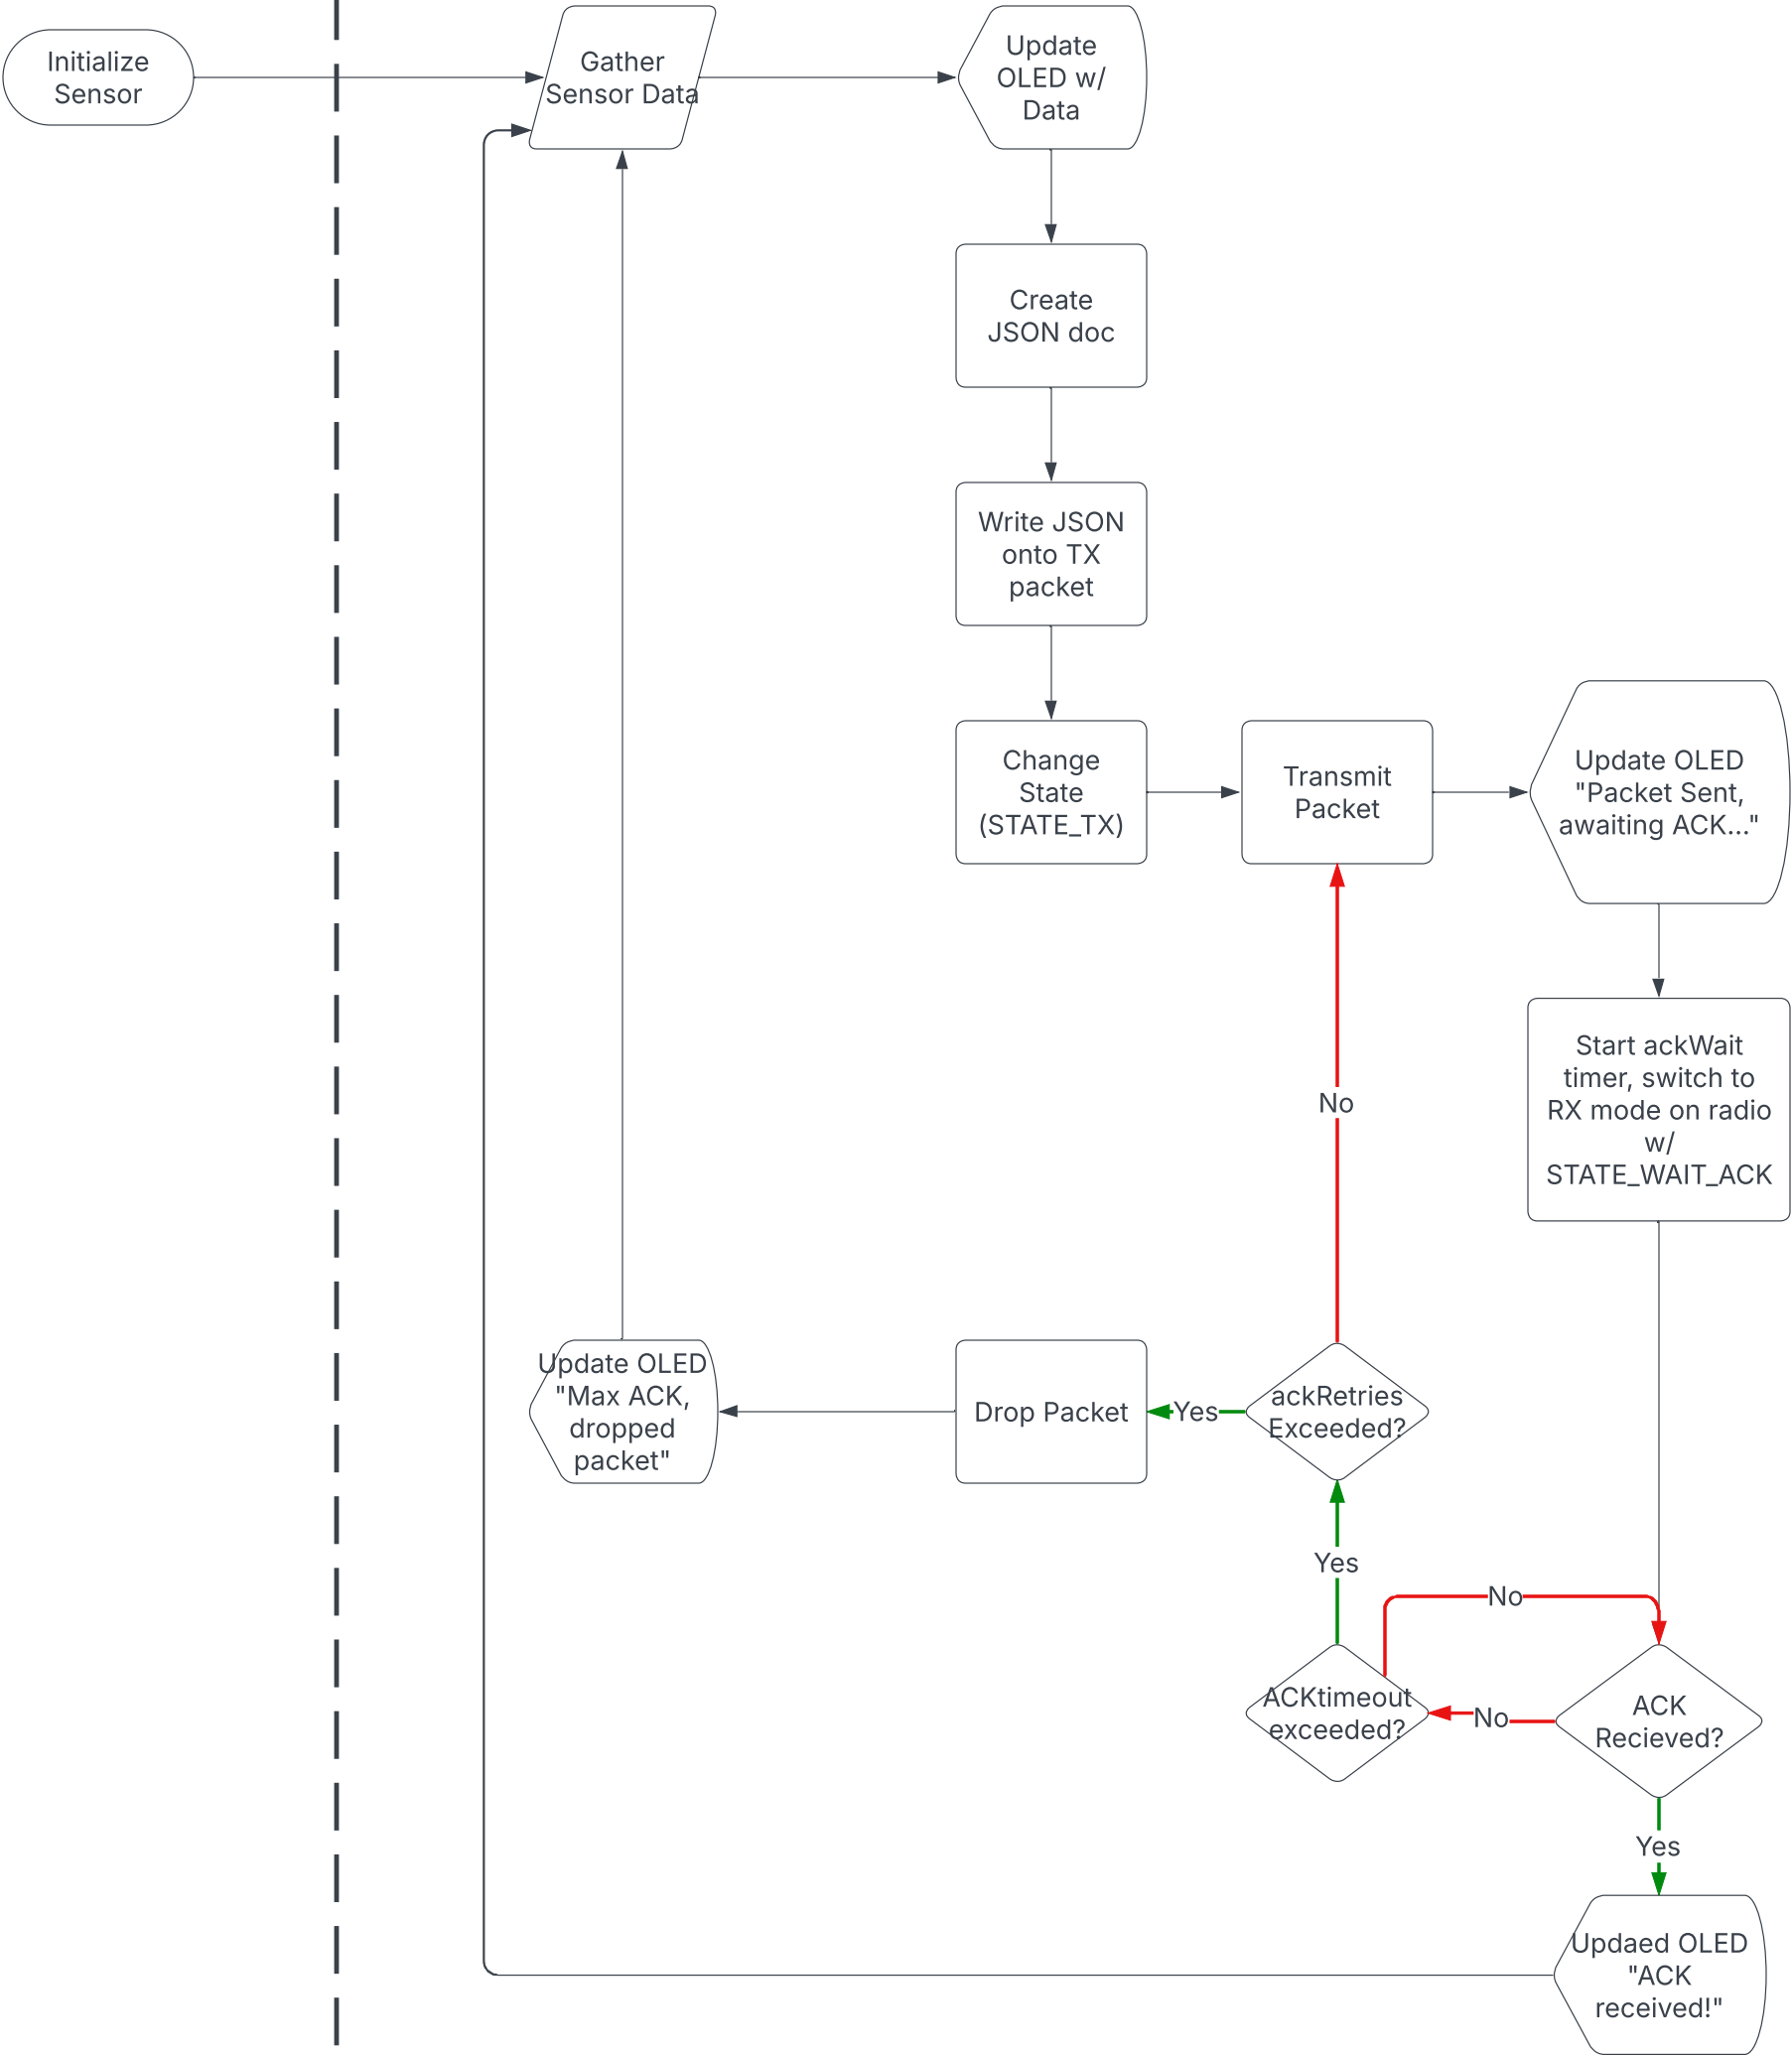 Initialize
Sensor
Gather
Sensor Data
Update
OLED w/
Data
Create
JSON doc
Write JSON
onto TX
packet
Change
State
(STATE_TX)
Transmit
Packet
Update OLED
"Packet Sent,
awaiting ACK..."
Start ackWait
timer, switch to
RX mode on radio
w/
STATE_WAIT_ACK
No
Update OLED
"Max ACK,
dropped
packet"
Drop Packet
Yes
ackRetries
Exceeded?
Yes
No
ACKtimeout
exceeded?
No
ACK
Recieved?
Yes
Updaed OLED
"ACK
received!"